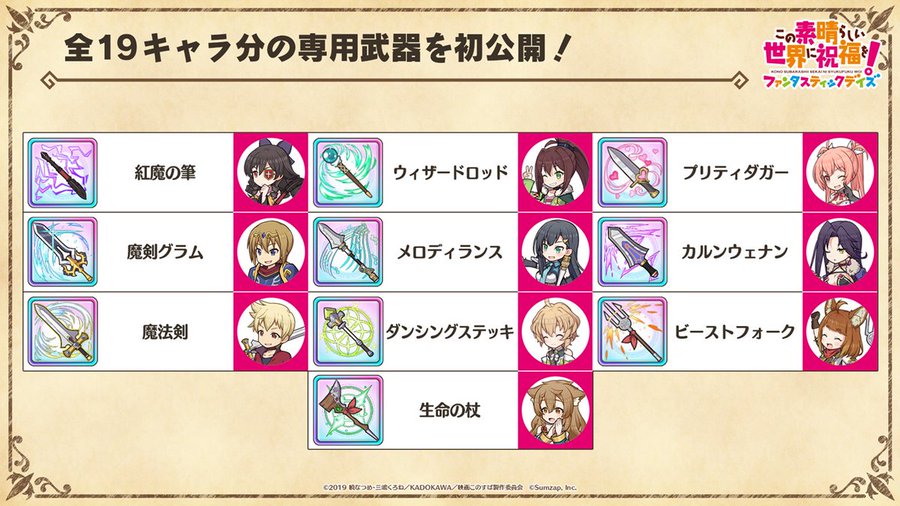 全19キャラ分の専用武器を初公開！
この素晴らしい
世界に祝福を！
KONO SUBARASHII SEKAI NI SYUKUFUKU WO!
ファンタスティックデイズ
紅魔の筆
ウィザードロッド
プリティダガー
魔剣グラム
メロディランス
カルンウェナン
魔法剣
ダンシングステッキ
ビーストフォーク
生命の杖
©2019 暁なつめ・三嶋くろね／KADOKAWA／映画このすば製作委員会 ©Sumzap, Inc.